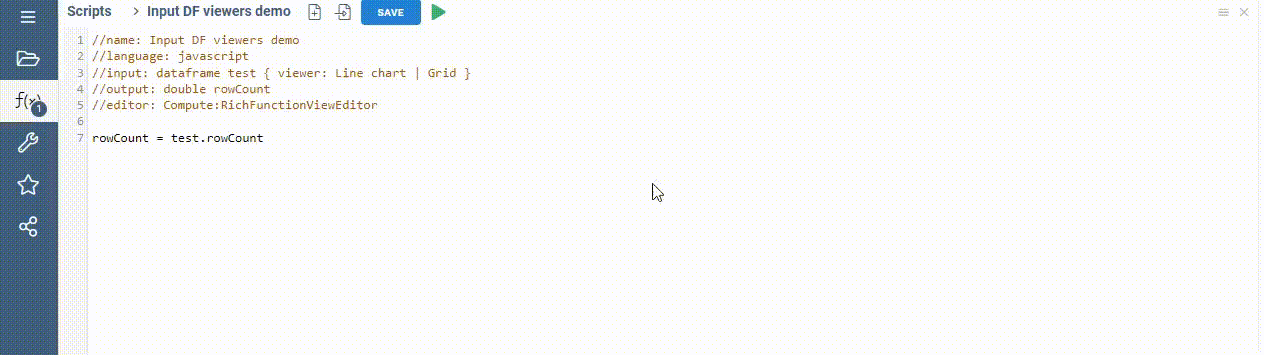 Scripts > Input DF viewers demo SAVE
1 //name: Input DF viewers demo
2 //language: javascript
3 //input: dataframe test { viewer: Line chart | Grid }
4 //output: double rowCount
5 //editor: Compute:RichFunctionViewEditor
6
7 rowCount = test.rowCount
f(x) 1